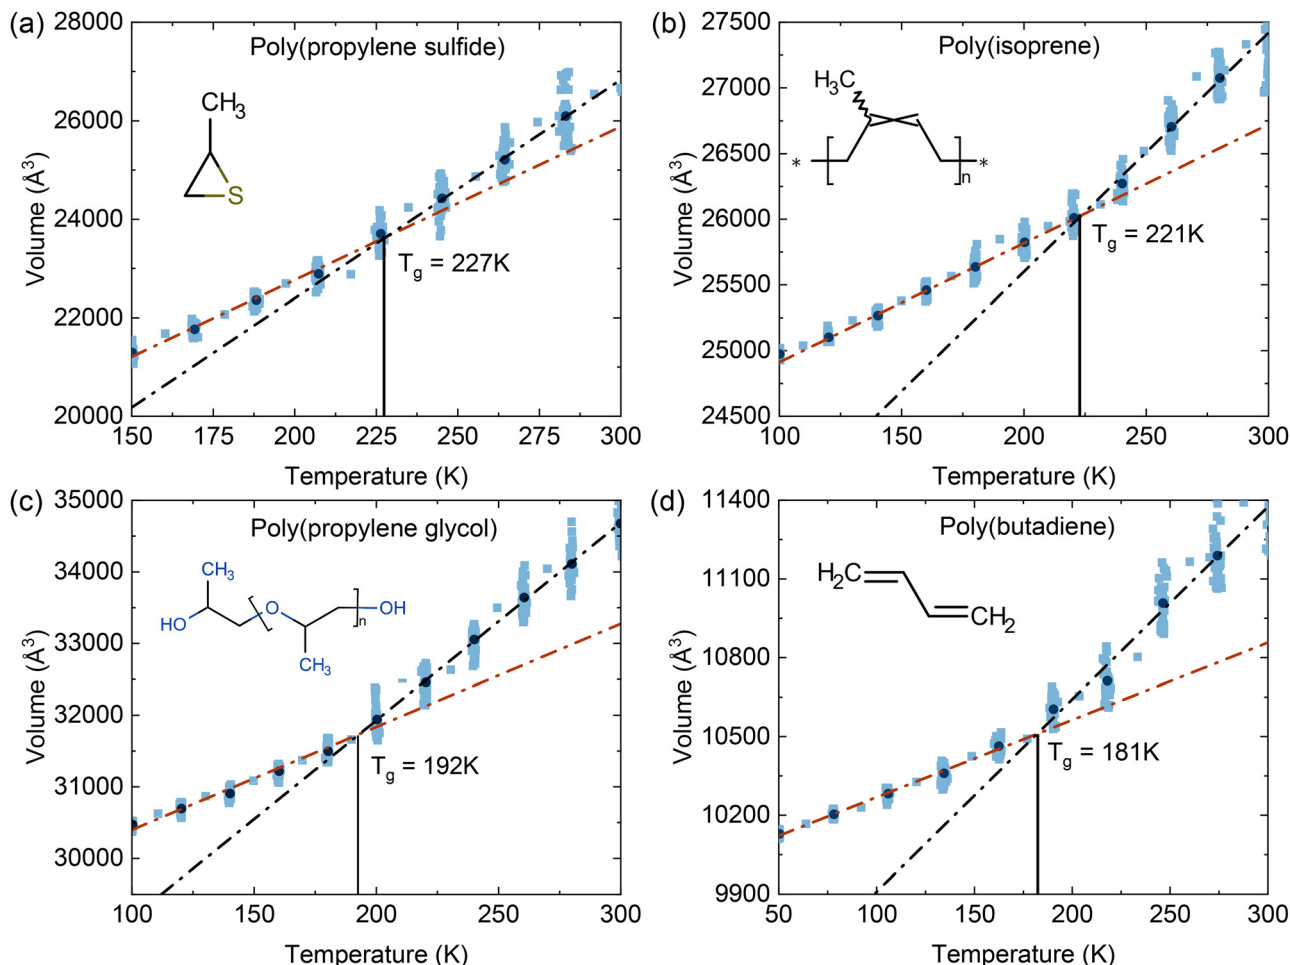 (a)
Poly(propylene sulfide)
28000
26000
24000
22000
20000
Volume (Å³)
CH₃
S
T_g = 227K
150 175 200 225 250 275 300
Temperature (K)
(b)
Poly(isoprene)
27500
27000
26500
26000
25500
25000
24500
Volume (Å³)
H₃C
* *
n
T_g = 221K
100 150 200 250 300
Temperature (K)
(c)
Poly(propylene glycol)
35000
34000
33000
32000
31000
30000
Volume (Å³)
CH₃
HO O OH
n
CH₃
T_g = 192K
100 150 200 250 300
Temperature (K)
(d)
Poly(butadiene)
11400
11100
10800
10500
10200
9900
Volume (Å³)
H₂C
CH₂
T_g = 181K
50 100 150 200 250 300
Temperature (K)